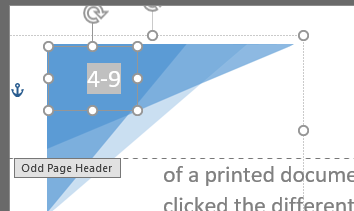 4-9
Odd Page Header
of a printed docume
clicked the different